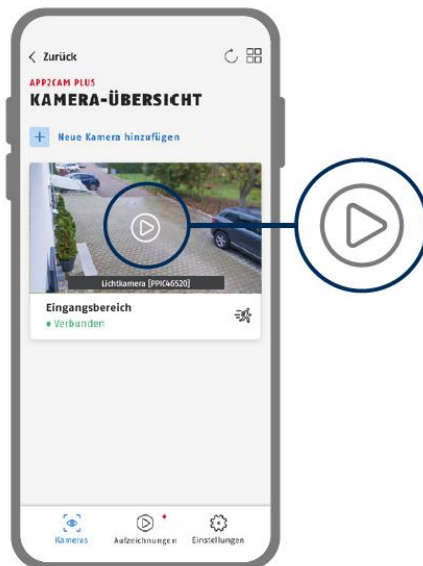 Zurück
APP2CAM PLUS
KAMERA-ÜBERSICHT
Neue Kamera hinzufügen
Lichtkamera [PPIC46520]
Eingangsbereich
Verbunden
Kameras Aufzeichnungen Einstellungen